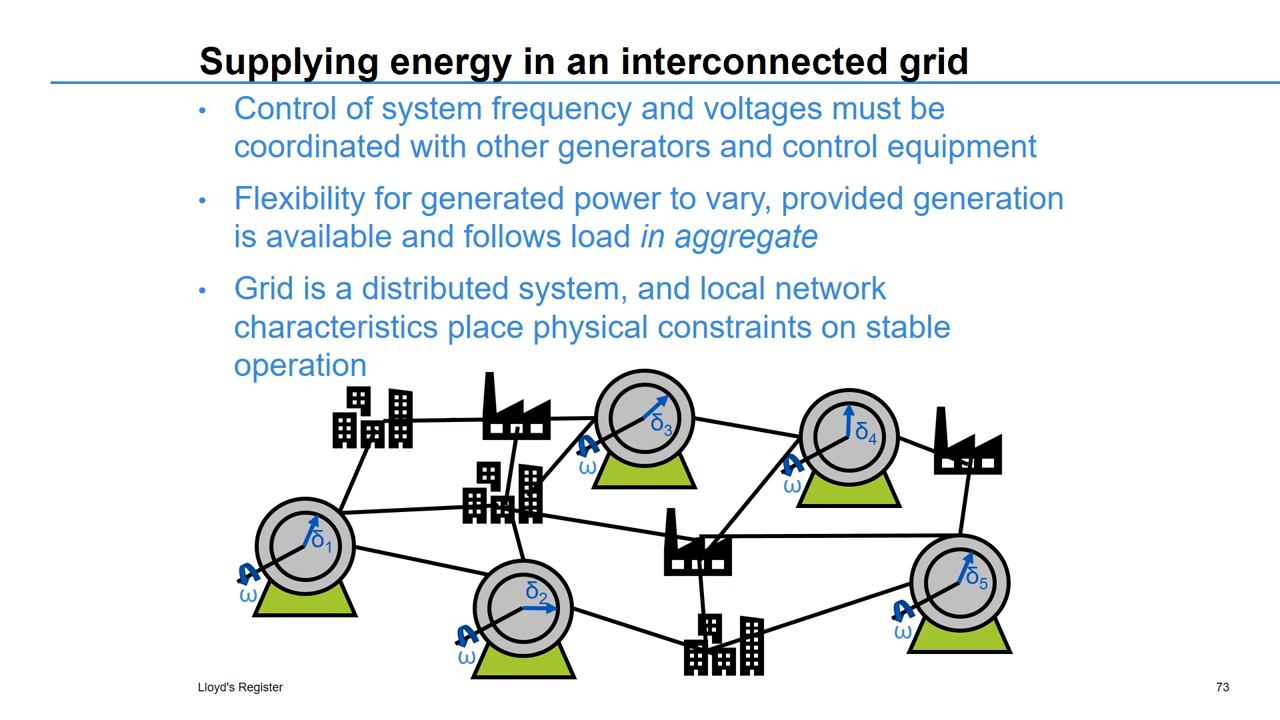 Supplying energy in an interconnected grid
• Control of system frequency and voltages must be
coordinated with other generators and control equipment
• Flexibility for generated power to vary, provided generation
is available and follows load in aggregate
• Grid is a distributed system, and local network
characteristics place physical constraints on stable
operation
δ3
ω
δ4
ω
δ1
ω
δ2
ω
δ5
ω
Lloyd's Register
73